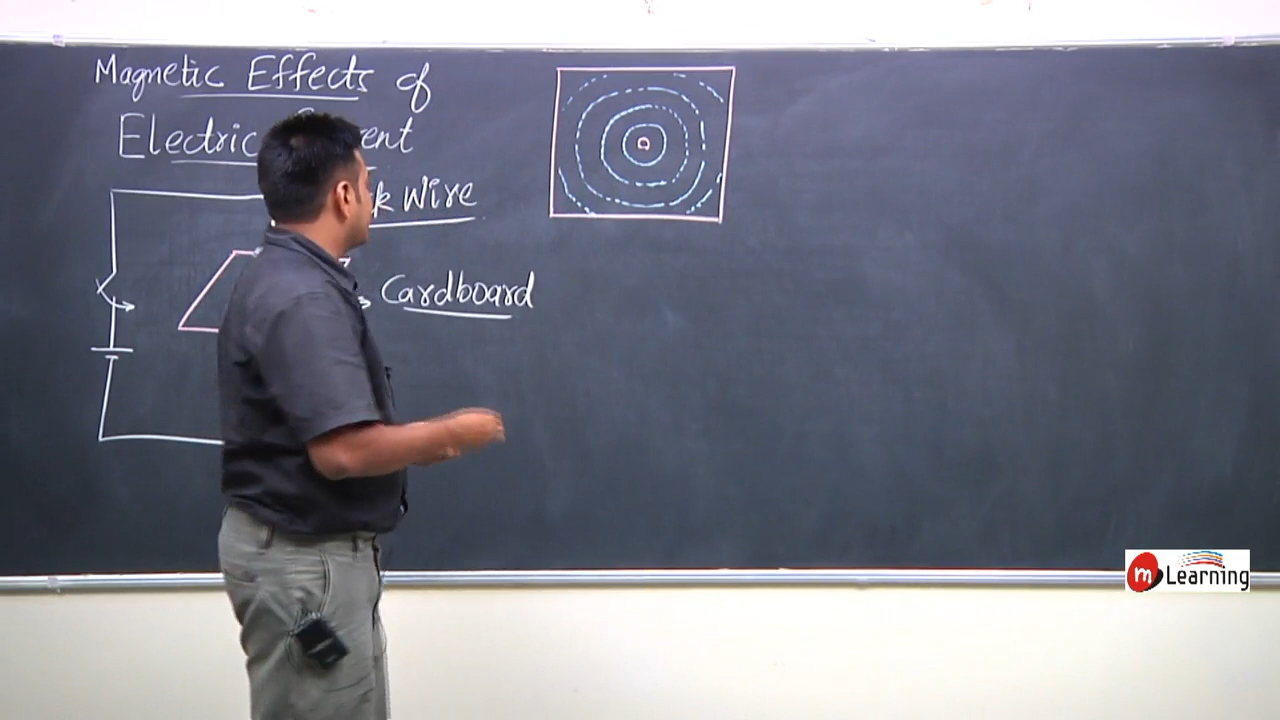 Magnetic Effects of
Electric
Wire
Cardboard
m Learning